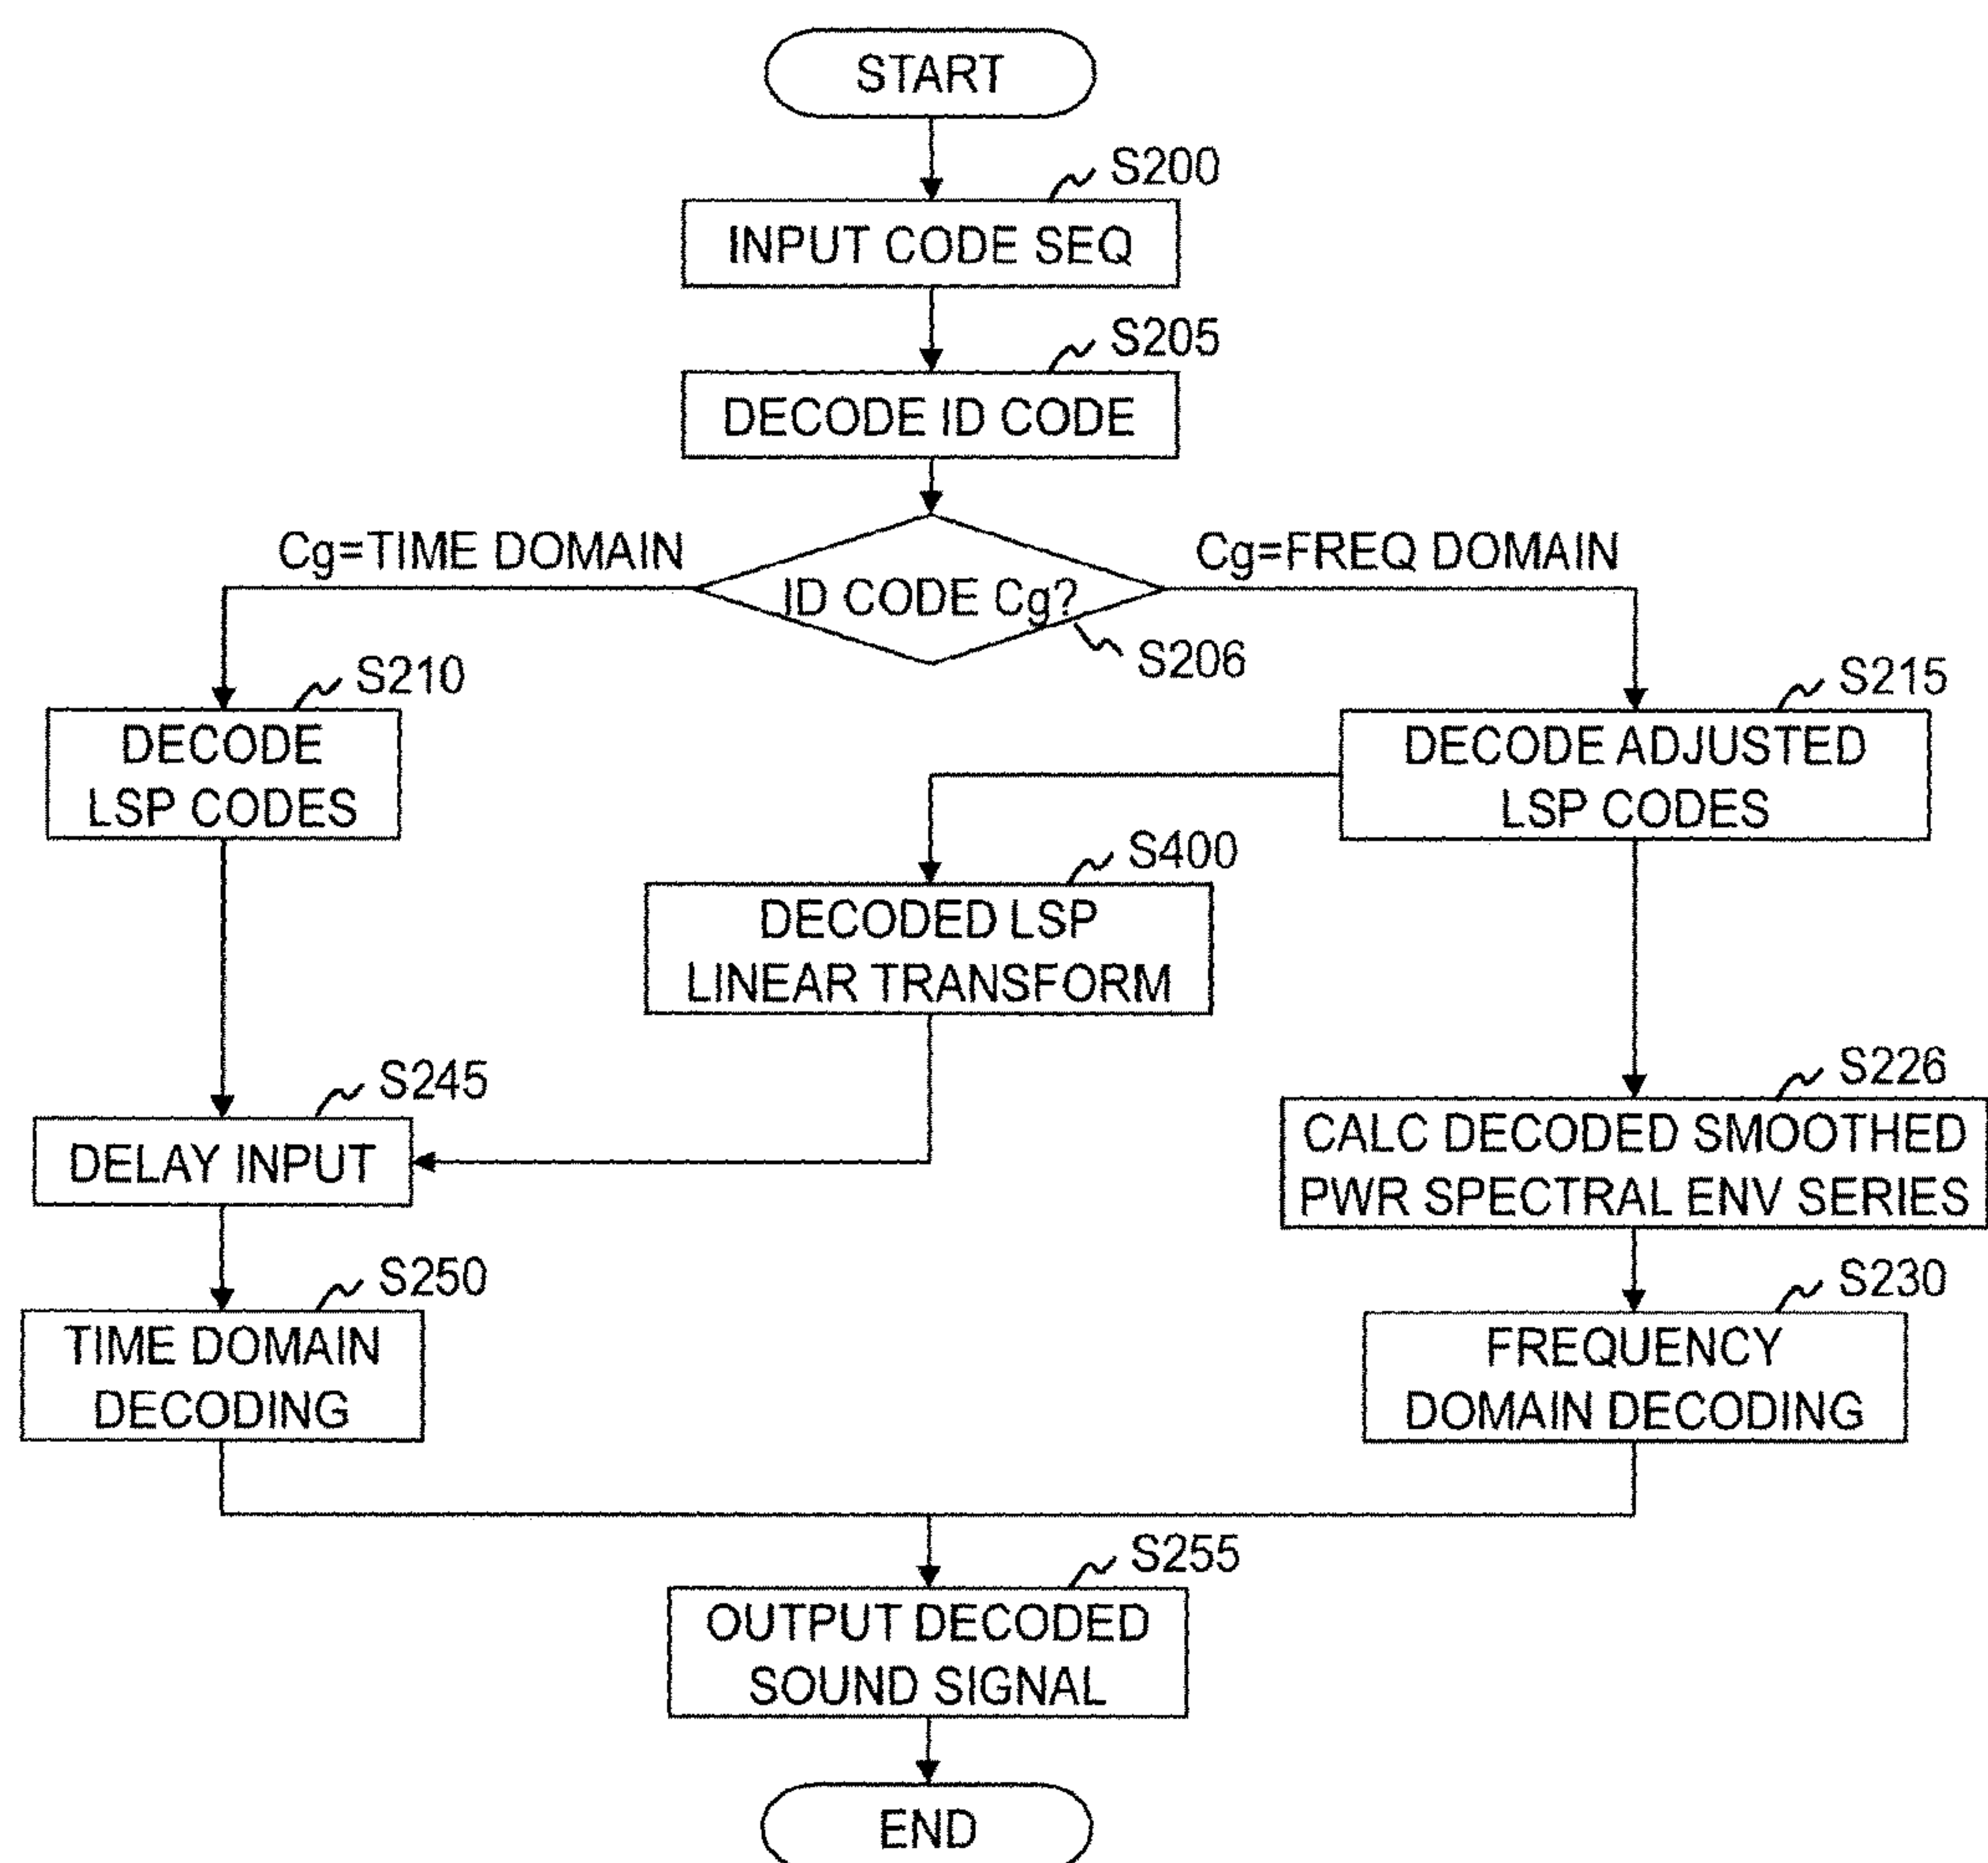 START
S200
INPUT CODE SEQ
S205
DECODE ID CODE
Cg=TIME DOMAIN
Cg=FREQ DOMAIN
ID CODE Cg?
S206
S210
DECODE
LSP CODES
S215
DECODE ADJUSTED
LSP CODES
S400
DECODED LSP
LINEAR TRANSFORM
S245
DELAY INPUT
S226
CALC DECODED SMOOTHED
PWR SPECTRAL ENV SERIES
S250
TIME DOMAIN
DECODING
S230
FREQUENCY
DOMAIN DECODING
S255
OUTPUT DECODED
SOUND SIGNAL
END